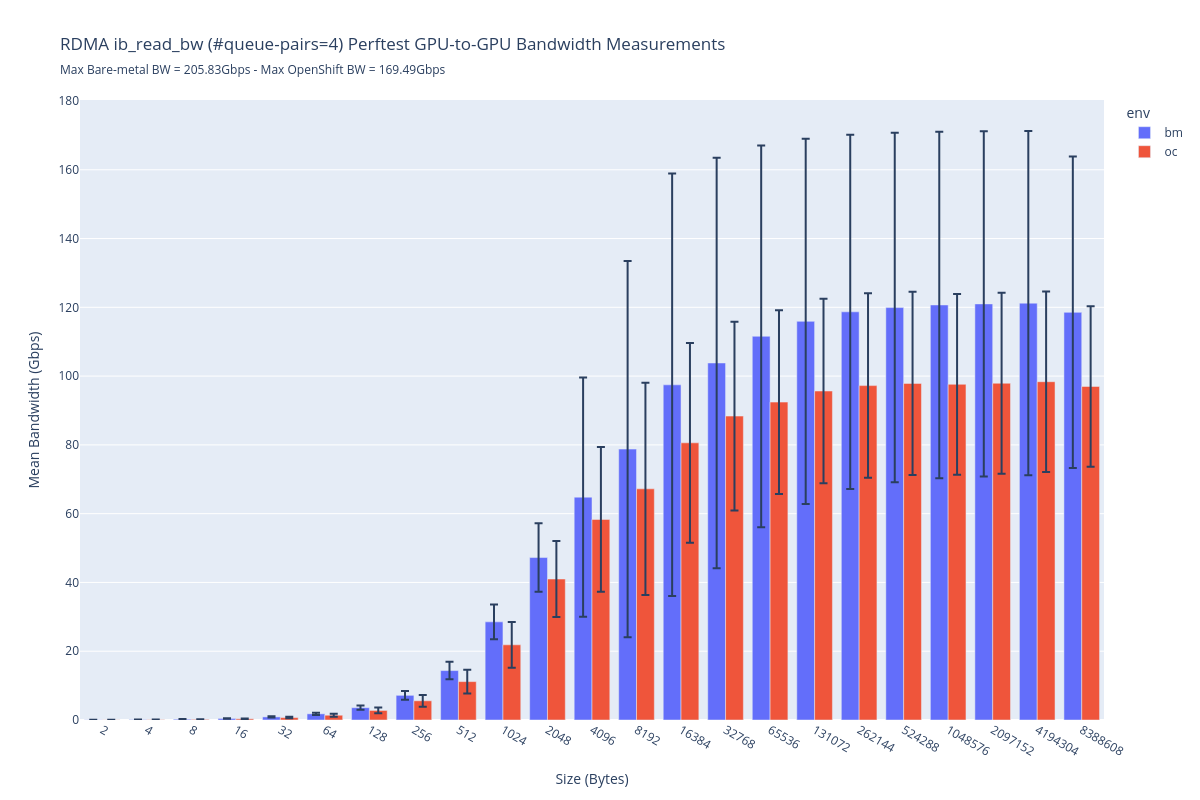 RDMA ib_read_bw (#queue-pairs=4) Perftest GPU-to-GPU Bandwidth Measurements
Max Bare-metal BW = 205.83Gbps - Max OpenShift BW = 169.49Gbps
env
bm
oc
Mean Bandwidth (Gbps)
180
160
140
120
100
80
60
40
20
0
2 4 8 16 32 64 128 256 512 1024 2048 4096 8192 16384 32768 65536 131072 262144 524288 1048576 2097152 4194304 8388608
Size (Bytes)